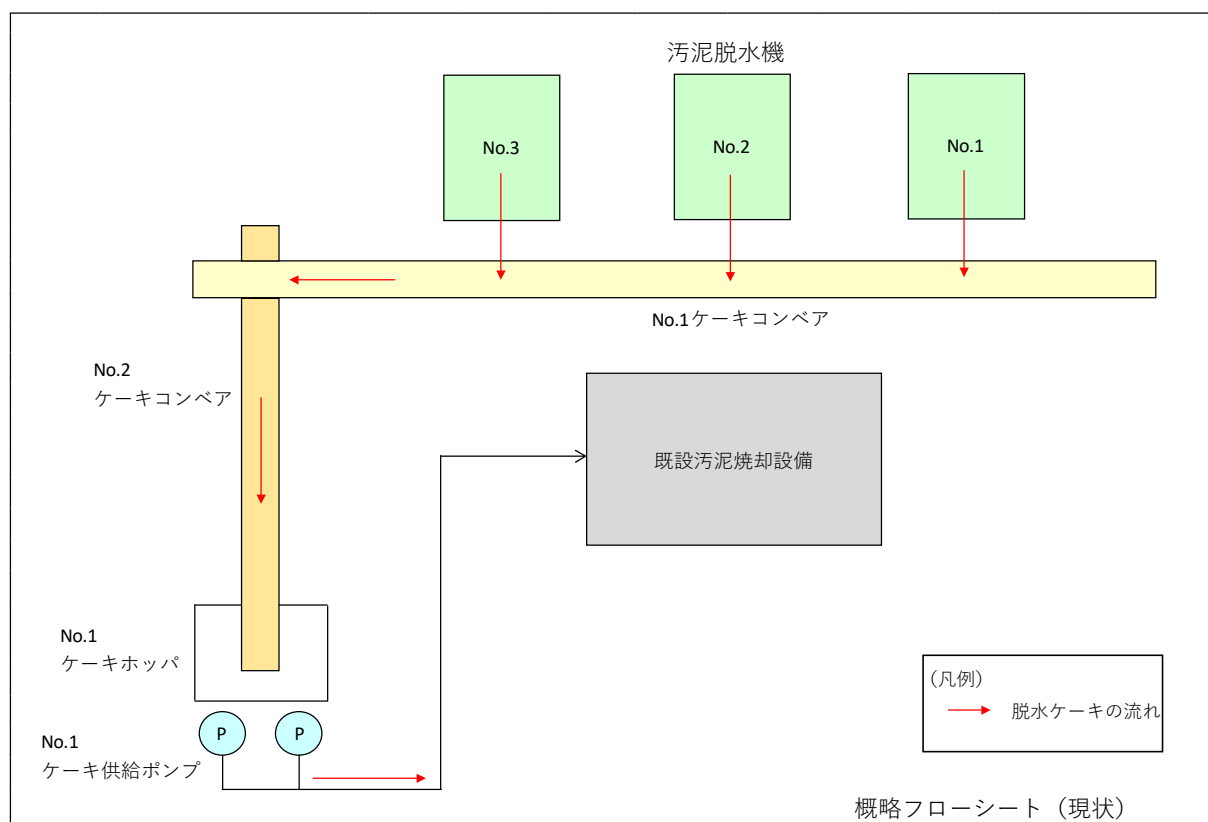 汚泥脱水機
No.3
No.2
No.1
No.1ケーキコンベア
No.2
ケーキコンベア
既設汚泥焼却設備
No.1
ケーキホッパ
P
P
No.1
ケーキ供給ポンプ
(凡例)
脱水ケーキの流れ
概略フローシート（現状）